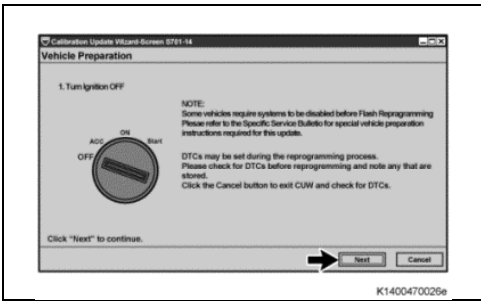 Calibration Update Wizard-Screen S701-14
Vehicle Preparation
1. Turn Ignition OFF
NOTE:
Some vehicles require systems to be disabled before Flash Reprogramming
Please refer to the Specific Service Bulletio for special vehicle preparation
instructions required for this update.
ON
ACC
Start
OFF
DTCs may be set during the reprogramming process.
Please check for DTCs before reprogramming and note any that are
stored.
Click the Cancel button to exit CUW and check for DTCs.
Click "Next" to continue.
Next
Cancel
K1400470026e